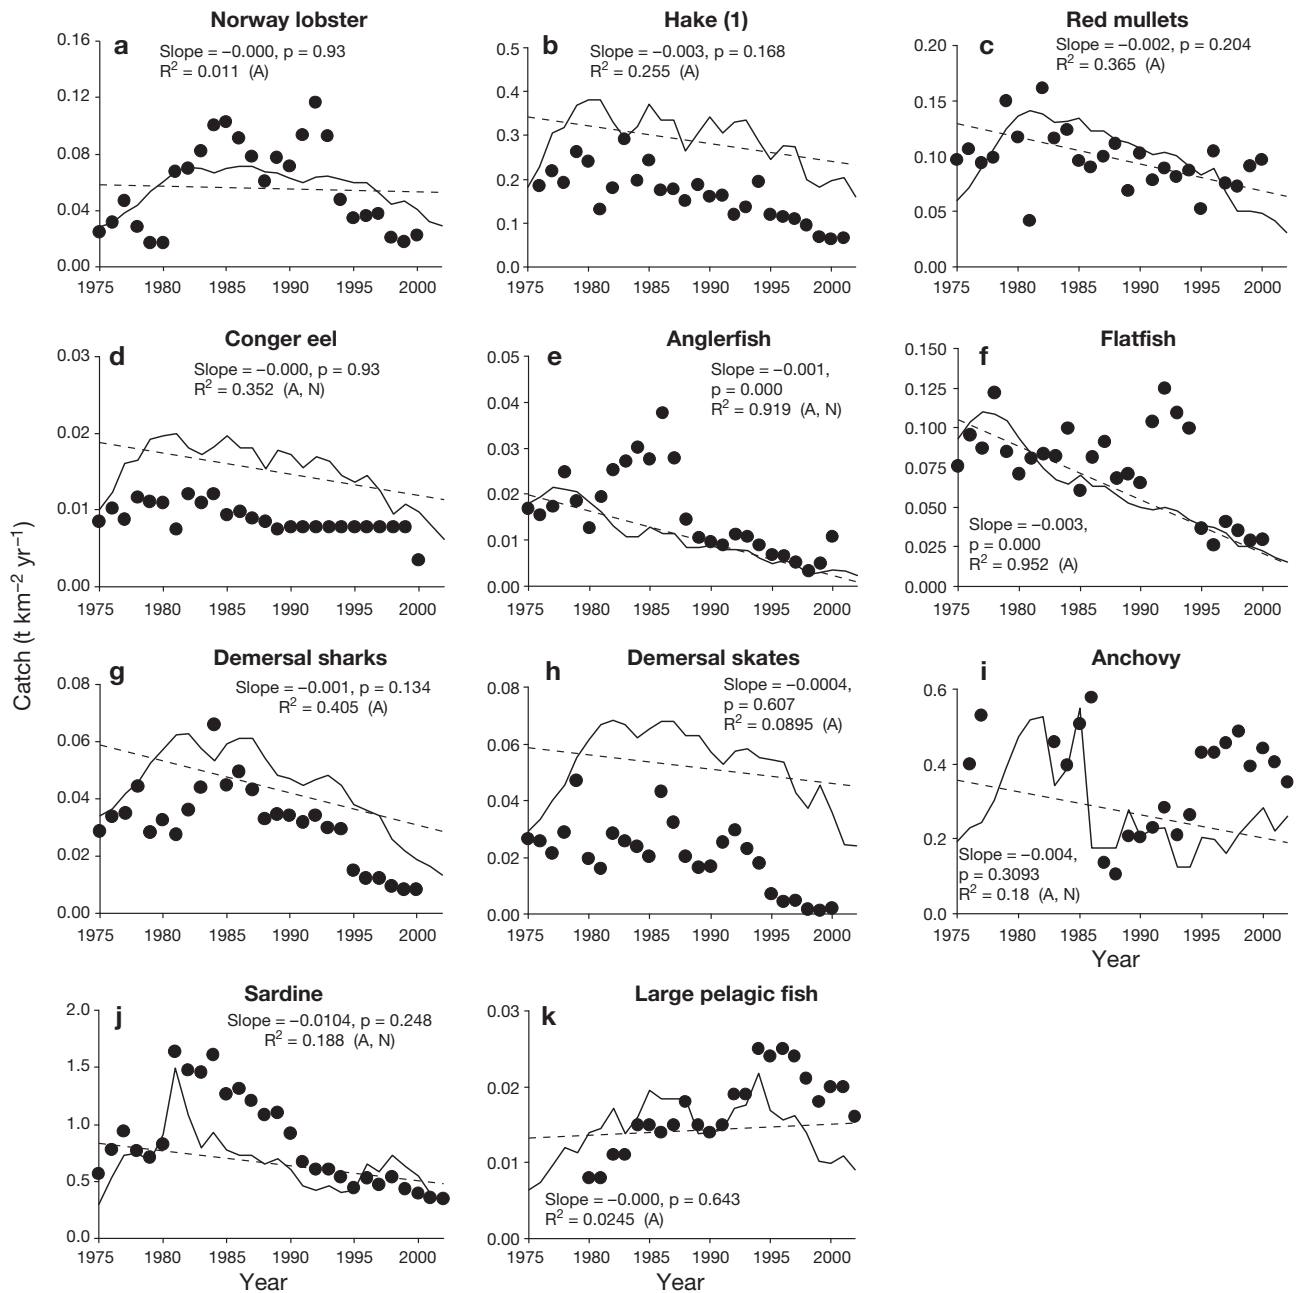 Norway lobster
a
Slope = –0.000, p = 0.93
R² = 0.011 (A)
0.16
0.12
0.08
0.04
0.00
1975 1980 1985 1990 1995 2000
Hake (1)
b
Slope = –0.003, p = 0.168
R² = 0.255 (A)
0.5
0.4
0.3
0.2
0.1
0.0
1975 1980 1985 1990 1995 2000
Red mullets
c
Slope = –0.002, p = 0.204
R² = 0.365 (A)
0.20
0.15
0.10
0.05
0.00
1975 1980 1985 1990 1995 2000
Catch (t km⁻² yr⁻¹)
Conger eel
d
Slope = –0.000, p = 0.93
R² = 0.352 (A, N)
0.03
0.02
0.01
0.00
1975 1980 1985 1990 1995 2000
Anglerfish
e
Slope = –0.001,
p = 0.000
R² = 0.919 (A, N)
0.05
0.04
0.03
0.02
0.01
0.00
1975 1980 1985 1990 1995 2000
Flatfish
f
0.150
0.125
0.100
0.075
0.050
0.025
0.000
Slope = –0.003,
p = 0.000
R² = 0.952 (A)
1975 1980 1985 1990 1995 2000
Demersal sharks
g
Slope = –0.001, p = 0.134
R² = 0.405 (A)
0.08
0.06
0.04
0.02
0.00
1975 1980 1985 1990 1995 2000
Demersal skates
h
Slope = –0.0004,
p = 0.607
R² = 0.0895 (A)
0.08
0.06
0.04
0.02
0.00
1975 1980 1985 1990 1995 2000
Anchovy
i
0.6
0.4
0.2
0.0
Slope = –0.004,
p = 0.3093
R² = 0.18 (A, N)
1975 1980 1985 1990 1995 2000
Year
Sardine
j
Slope = –0.0104, p = 0.248
R² = 0.188 (A, N)
2.0
1.5
1.0
0.5
0.0
1975 1980 1985 1990 1995 2000
Year
Large pelagic fish
k
0.03
0.02
0.01
0.00
Slope = –0.000, p = 0.643
R² = 0.0245 (A)
1975 1980 1985 1990 1995 2000
Year